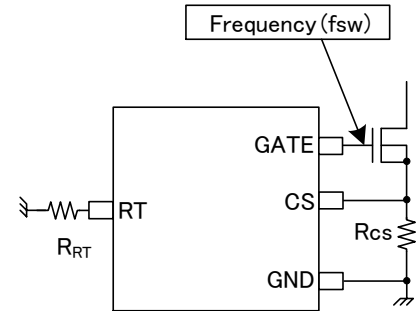 Frequency(fsw)
GATE
RT
CS
RRT
Rcs
GND